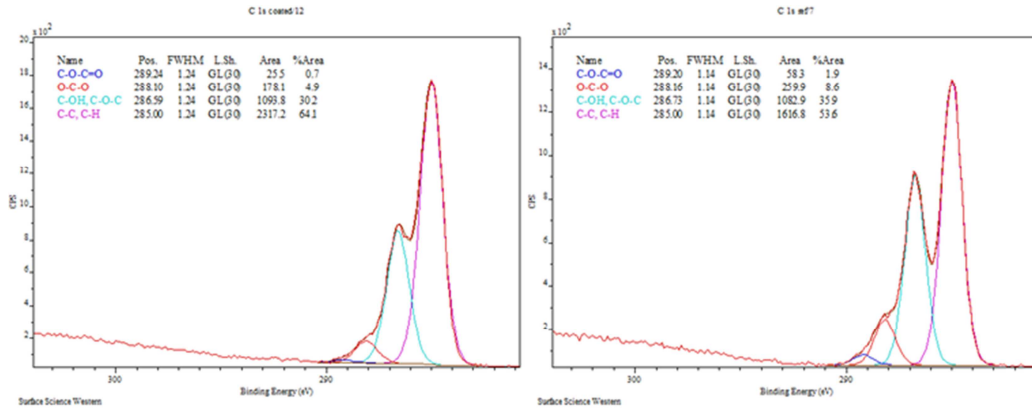 C 1s coated/12
x 10²
Name Pos. FWHM L.Sh. Area %Area
C-O-C=O 289.24 1.24 GL(30) 25.5 0.7
O-C-O 288.10 1.24 GL(30) 178.1 4.9
C-OH, C-O-C 286.59 1.24 GL(30) 1093.8 30.2
C-C, C-H 285.00 1.24 GL(30) 2317.2 64.1
20
18
16
14
12
10
8
6
4
2
CPS
300
290
Binding Energy (eV)
Surface Science Western
C 1s ref/7
x 10²
Name Pos. FWHM L.Sh. Area %Area
C-O-C=O 289.20 1.14 GL(30) 58.3 1.9
O-C-O 288.16 1.14 GL(30) 259.9 8.6
C-OH, C-O-C 286.73 1.14 GL(30) 1082.9 35.9
C-C, C-H 285.00 1.14 GL(30) 1616.8 53.6
14
12
10
8
6
4
2
CPS
300
290
Binding Energy (eV)
Surface Science Western